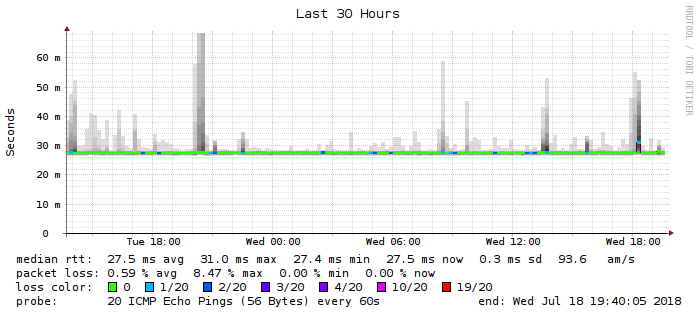 Last 30 Hours
RRDTOOL / TOBI OETIKER
Seconds
60 m
50 m
40 m
30 m
20 m
10 m
0
Tue 18:00 Wed 00:00 Wed 06:00 Wed 12:00 Wed 18:00
median rtt: 27.5 ms avg 31.0 ms max 27.4 ms min 27.5 ms now 0.3 ms sd 93.6 am/s
packet loss: 0.59 % avg 8.47 % max 0.00 % min 0.00 % now
loss color: 0 1/20 2/20 3/20 4/20 10/20 19/20
probe: 20 ICMP Echo Pings (56 Bytes) every 60s end: Wed Jul 18 19:40:05 2018